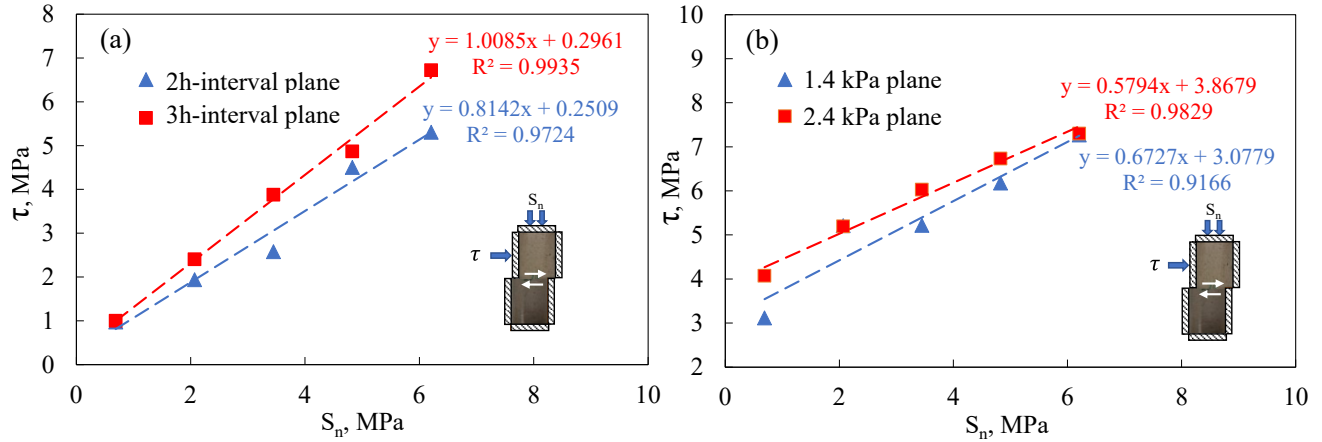 (a)
2h-interval plane
3h-interval plane
y = 1.0085x + 0.2961
R² = 0.9935
y = 0.8142x + 0.2509
R² = 0.9724
8
7
6
5
4
3
2
1
0
τ, MPa
Sn
τ
0 2 4 6 8 10
Sn, MPa
(b)
1.4 kPa plane
2.4 kPa plane
y = 0.5794x + 3.8679
R² = 0.9829
y = 0.6727x + 3.0779
R² = 0.9166
10
9
8
7
6
5
4
3
2
τ, MPa
Sn
τ
0 2 4 6 8 10
Sn, MPa